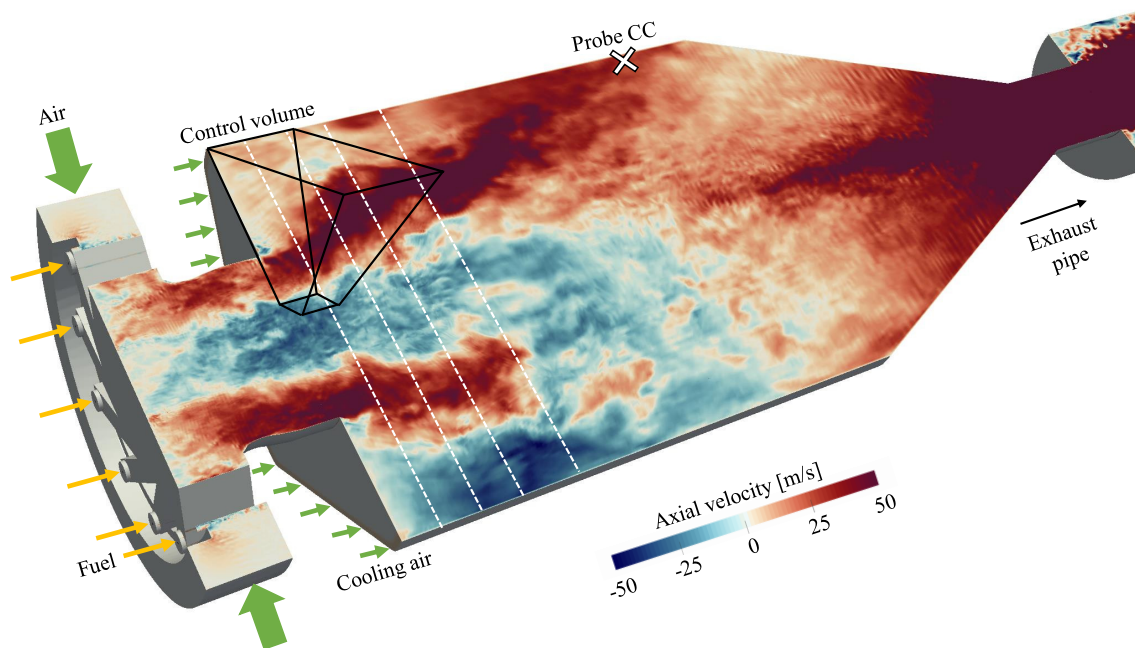 Probe CC
Air
Control volume
Exhaust
pipe
Axial velocity [m/s]
-50
-25
0
25
50
Fuel
Cooling air